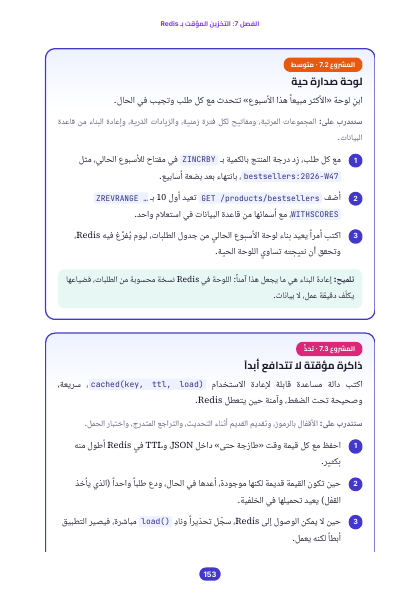 الفصل 7: التخزين المؤقت بـ Redis
المشروع 7.2 · متوسط
لوحة صدارة حية
ابنِ لوحة «الأكثر مبيعاً هذا الأسبوع» تتحدث مع كل طلب وتجيب في الحال.
ستتدرب على: المجموعات المرتبة، ومفاتيح لكل فترة زمنية، والزيادات الذرية، وإعادة البناء من قاعدة
البيانات.
1 مع كل طلب، زد درجة المنتج بالكمية بـ ZINCRBY في مفتاح للأسبوع الحالي، مثل
bestsellers:2026-W47، بانتهاء بعد بضعة أسابيع.
2 أضف GET /products/bestsellers تعيد أول 10 بـ ZREVRANGE …
WITHSCORES، مع أسمائها من قاعدة البيانات في استعلام واحد.
3 اكتب أمراً يعيد بناء لوحة الأسبوع الحالي من جدول الطلبات، ليوم يُفرَّغ فيه Redis،
وتحقق أن نتيجته تساوي اللوحة الحية.
تلميح: إعادة البناء هي ما يجعل هذا آمناً: اللوحة في Redis نسخة محسوبة من الطلبات، فضياعها
يكلّف دقيقة عمل، لا بيانات.
المشروع 7.3 · تحدٍّ
ذاكرة مؤقتة لا تتدافع أبداً
اكتب دالة مساعدة قابلة لإعادة الاستخدام cached(key, ttl, load)، سريعة،
وصحيحة تحت الضغط، وآمنة حين يتعطل Redis.
ستتدرب على: الأقفال بالرموز، وتقديم القديم أثناء التحديث، والتراجع المتدرج، واختبار الحمل.
1 احفظ مع كل قيمة وقت «طازجة حتى» داخل JSON وTTL في Redis أطول منه
بكثير.
2 حين تكون القيمة قديمة لكنها موجودة، أعدها في الحال، ودع طلباً واحداً (الذي يأخذ
القفل) يعيد تحميلها في الخلفية.
3 حين لا يمكن الوصول إلى Redis، سجّل تحذيراً ونادِ load() مباشرة، فيصير التطبيق
أبطأ لكنه يعمل.
153